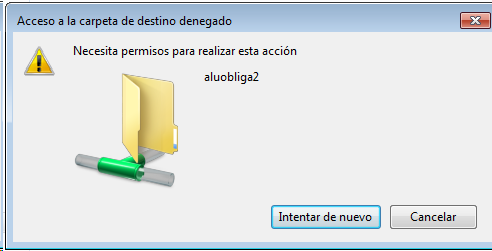 Acceso a la carpeta de destino denegado
Necesita permisos para realizar esta acción
aluobliga2
Intentar de nuevo
Cancelar